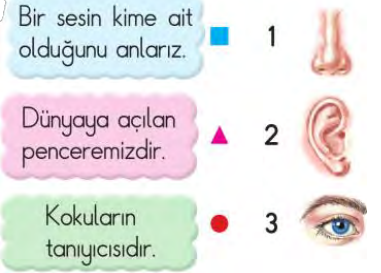 Bir sesin kime ait
olduğunu anlarız.
1
Dünyaya açılan
penceremizdir.
2
Kokuların
tanıyıcısıdır.
3